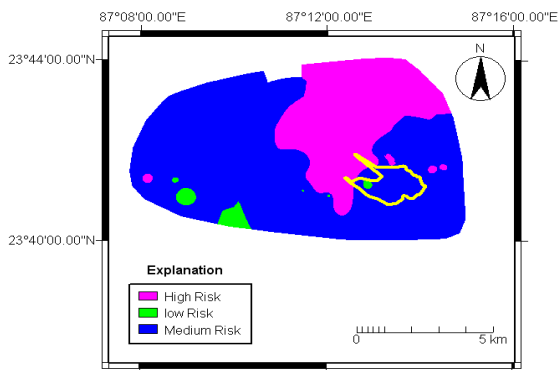 87°08'00.00"E 87°12'00.00"E 87°16'00.00"E
23°44'00.00"N
N
23°40'00.00"N
Explanation
High Risk
low Risk
Medium Risk
0 5 km